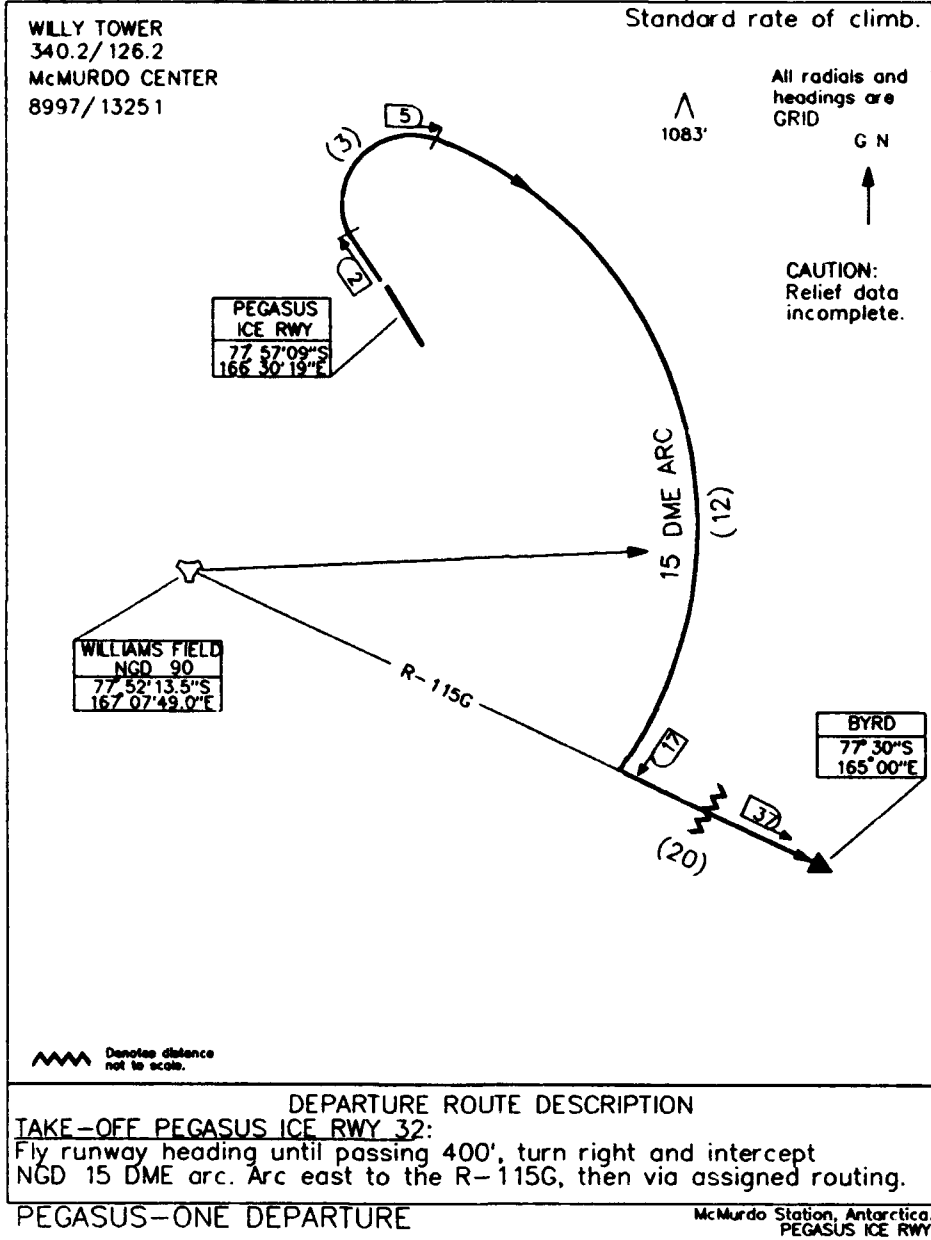 WILLY TOWER
340.2/126.2
McMURDO CENTER
8997/13251
Standard rate of climb.
All radials and
headings are
GRID
G N
1083'
5
(3)
2
CAUTION:
Relief data
incomplete.
PEGASUS
ICE RWY
77° 57'09"S
166° 30'19"E
15 DME ARC
(12)
WILLIAMS FIELD
NGD 90
77° 52'13.5"S
167° 07'49.0"E
R-115G
17
BYRD
77° 30"S
165° 00"E
37
(20)
Denotes distance
not to scale.
DEPARTURE ROUTE DESCRIPTION
TAKE-OFF PEGASUS ICE RWY 32:
Fly runway heading until passing 400', turn right and intercept
NGD 15 DME arc. Arc east to the R-115G, then via assigned routing.
PEGASUS-ONE DEPARTURE
McMurdo Station, Antarctica.
PEGASUS ICE RWY